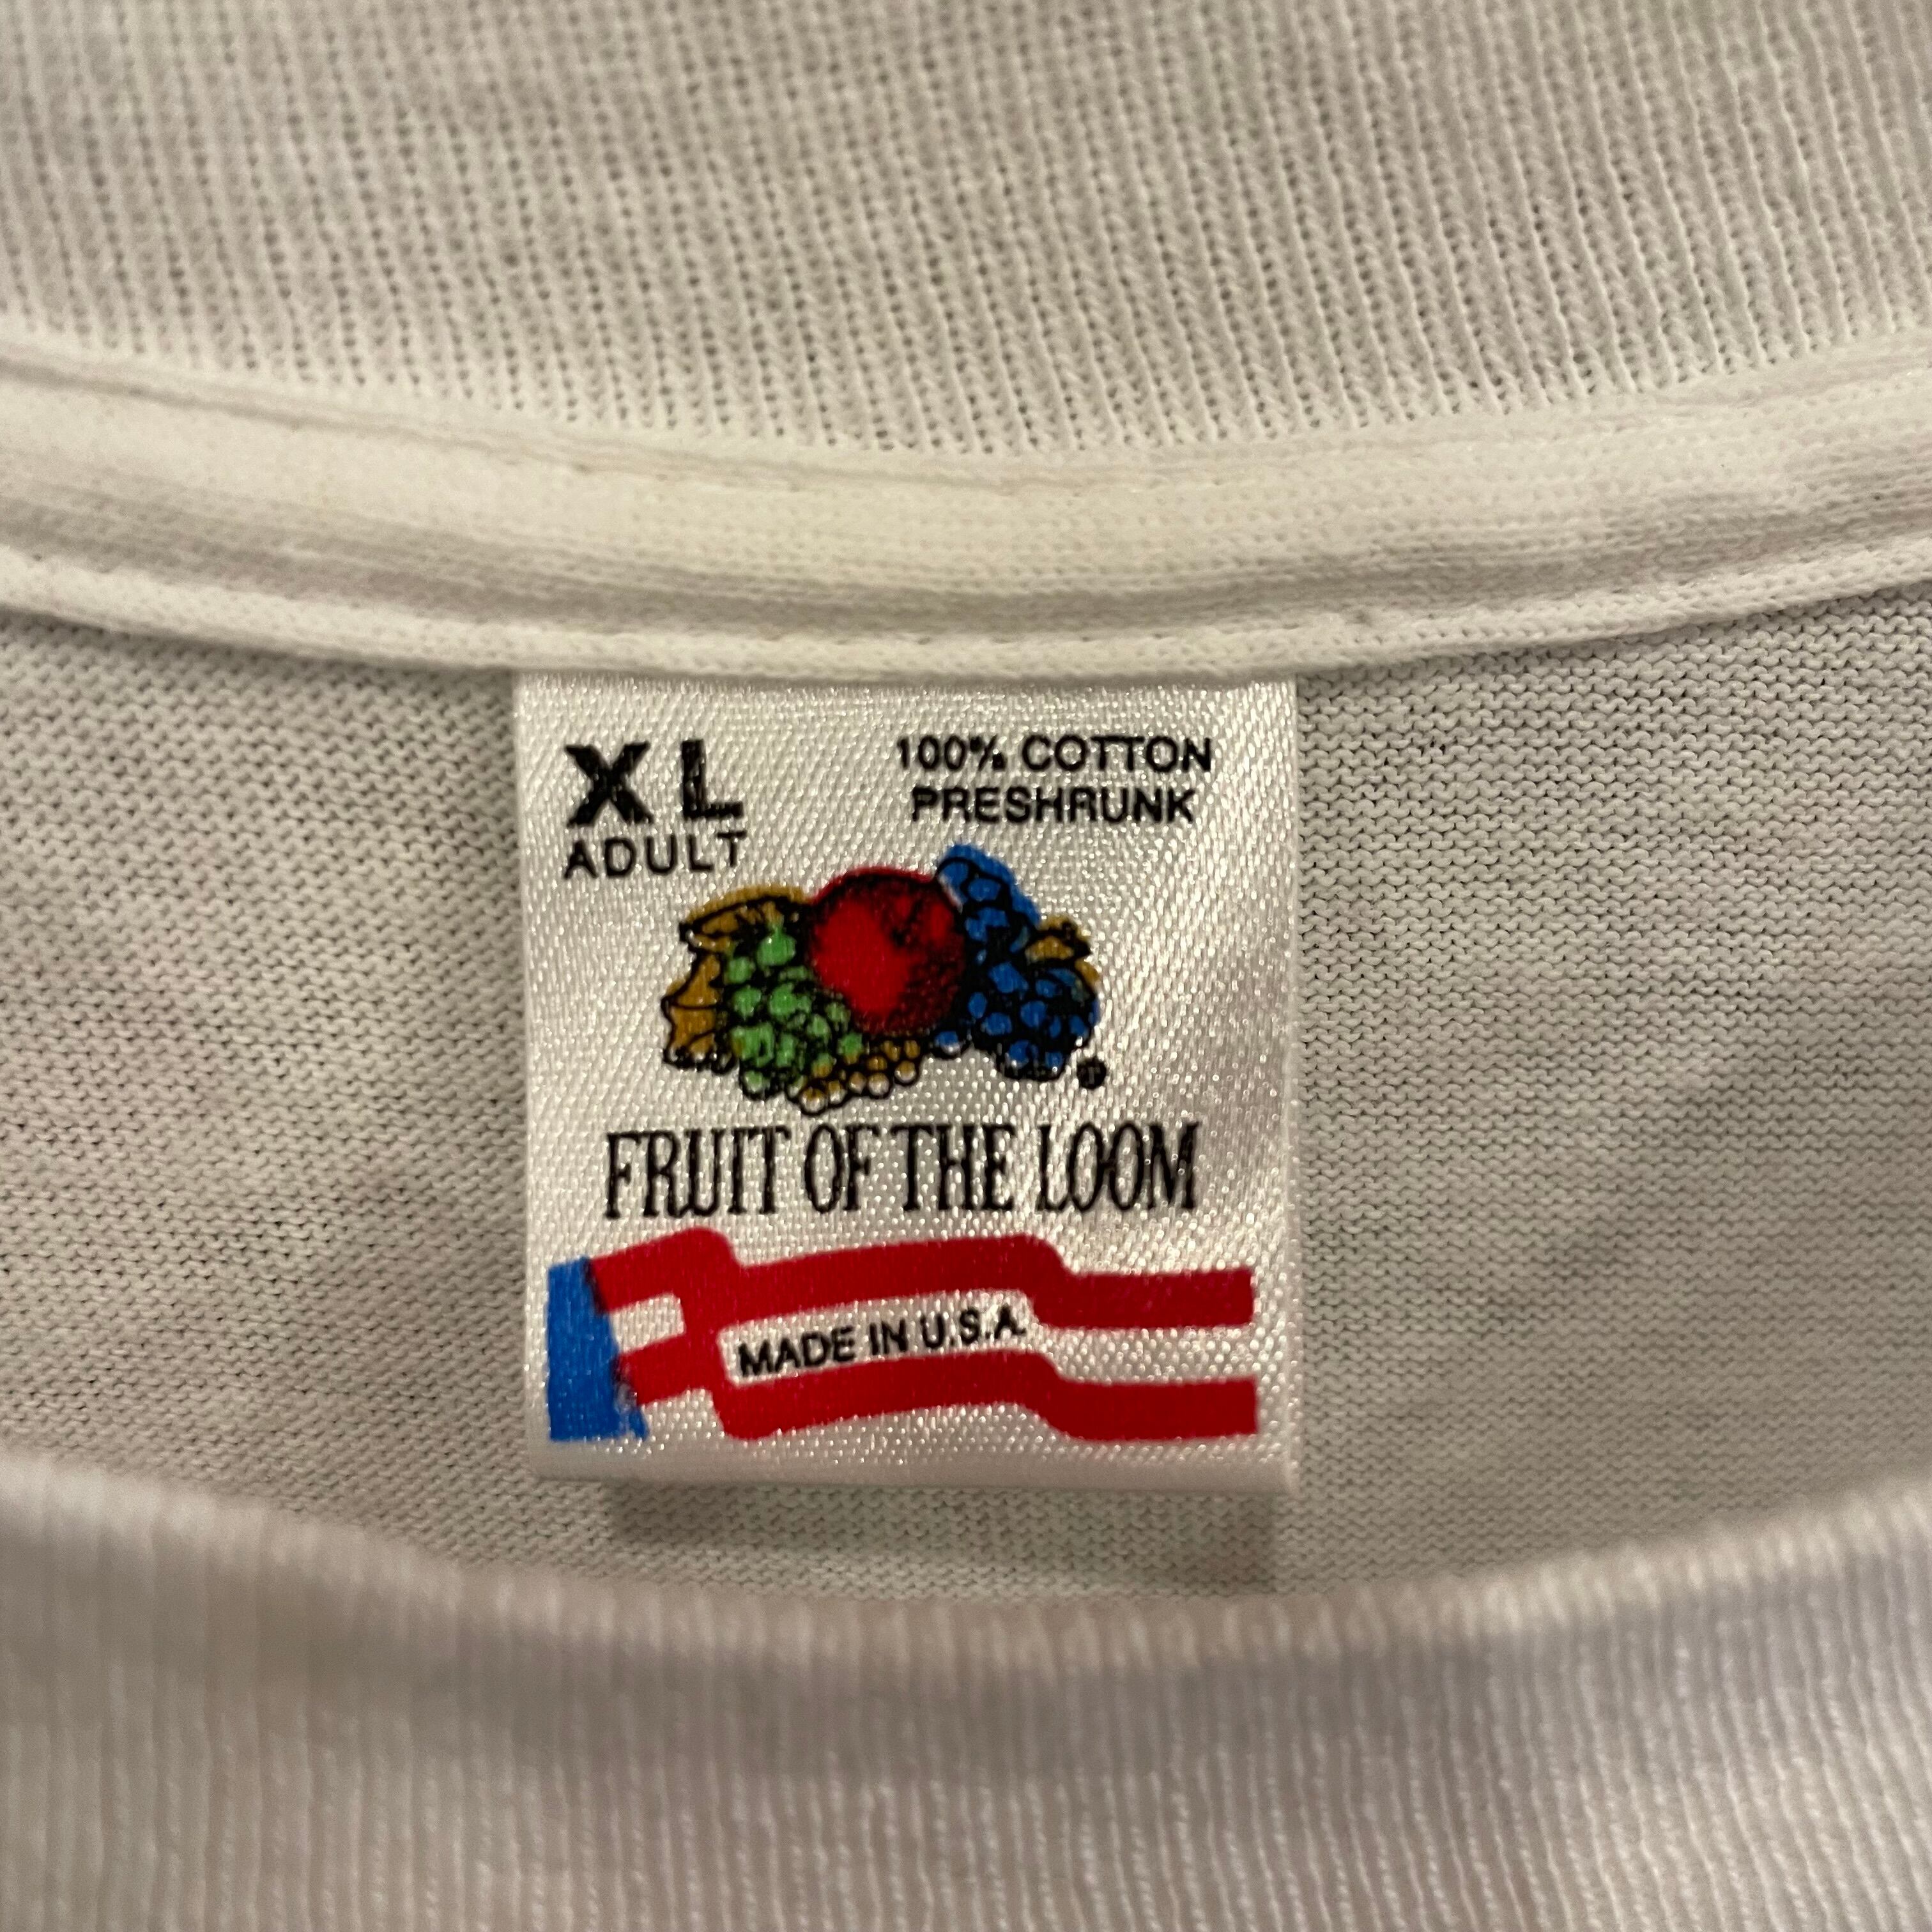 XL
ADULT
100% COTTON
PRESHRUNK
FRUIT OF THE LOOM
MADE IN U.S.A.